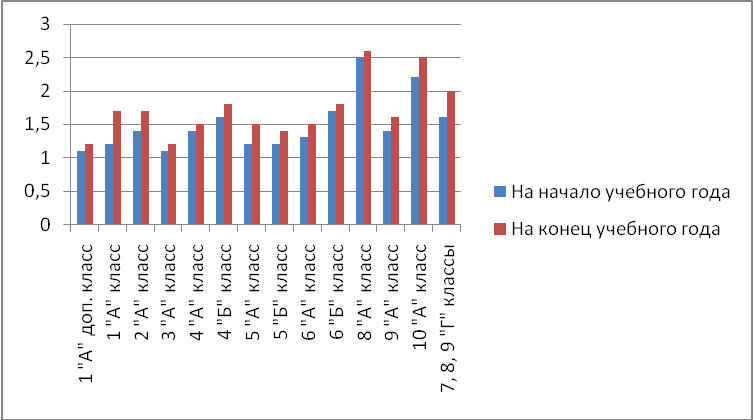 3
2,5
2
1,5
1
0,5
0
1 "А"  доп. класс
1 "А" класс
2 "А" класс
3 "А" класс
4 "А" класс
4 "Б" класс
5 "А" класс
5 "Б" класс
6 "А" класс
6 "Б" класс
8 "А" класс
9 "А" класс
10 "А" класс
7, 8, 9 "Г" классы
На начало учебного года
На конец учебного года